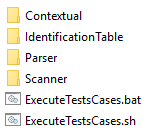 Contextual
IdentificationTable
Parser
Scanner
ExecuteTestsCases.bat
ExecuteTestsCases.sh